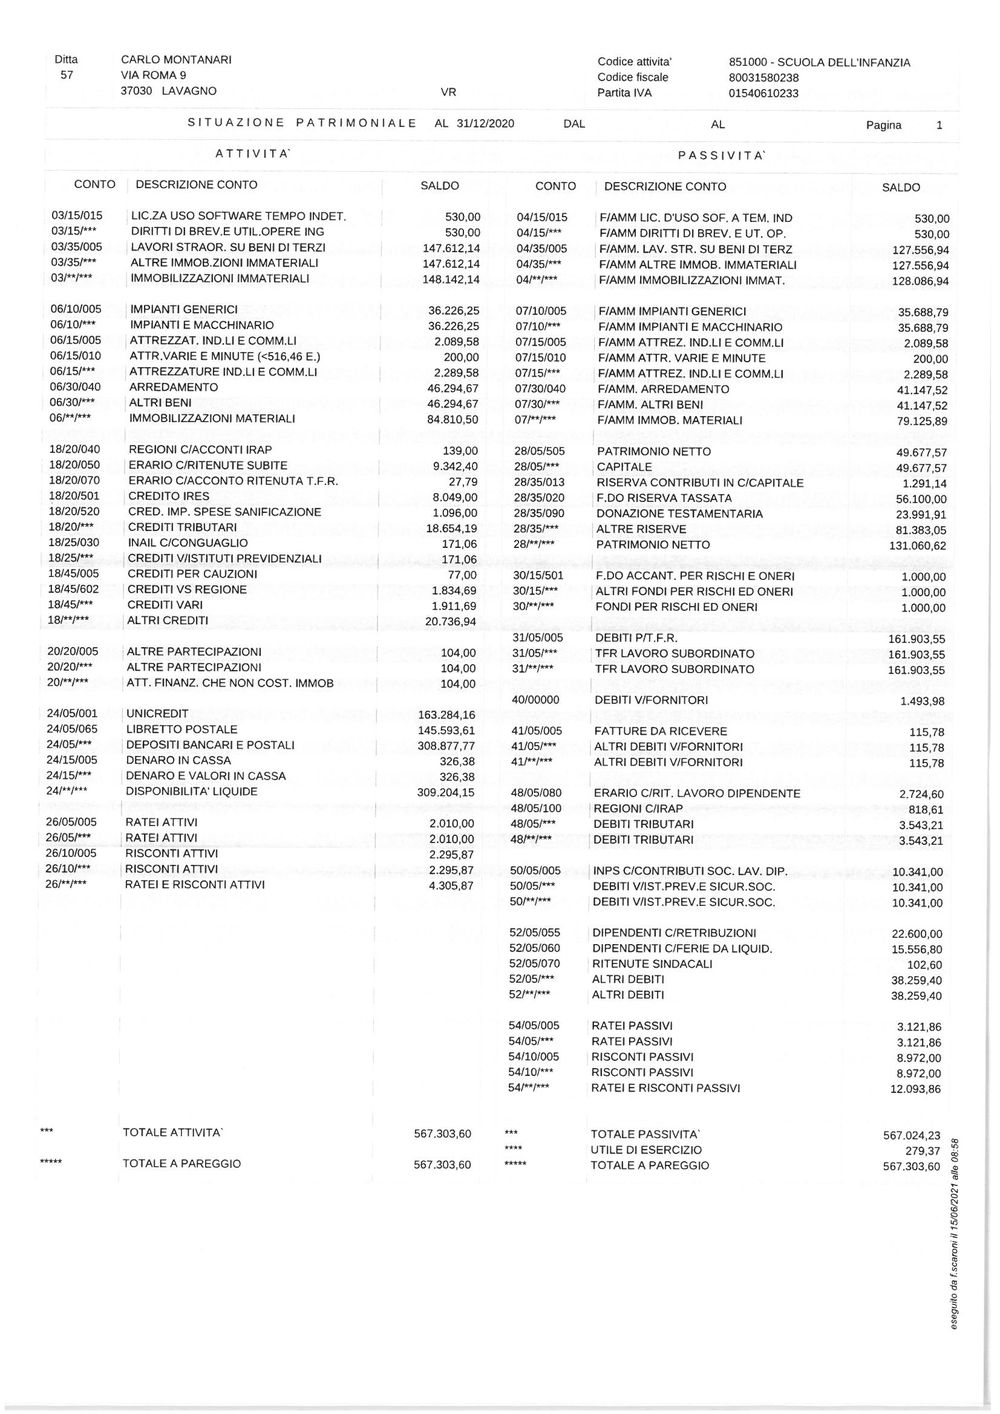 Ditta CARLO MONTANARI Codice attivita' 851000 - SCUOLA DELL'INFANZIA
57 VIA ROMA 9 Codice fiscale 80031580238
37030 LAVAGNO VR Partita IVA 01540610233
SITUAZIONE PATRIMONIALE AL 31/12/2020 DAL AL Pagina 1
ATTIVITA` PASSIVITA`
CONTO DESCRIZIONE CONTO SALDO CONTO DESCRIZIONE CONTO SALDO
03/15/015 LIC.ZA USO SOFTWARE TEMPO INDET. 530,00 04/15/015 F/AMM LIC. D'USO SOF. A TEM. IND 530,00
03/15/*** DIRITTI DI BREV.E UTIL.OPERE ING 530,00 04/15/*** F/AMM DIRITTI DI BREV. E UT. OP. 530,00
03/35/005 LAVORI STRAOR. SU BENI DI TERZI 147.612,14 04/35/005 F/AMM. LAV. STR. SU BENI DI TERZ 127.556,94
03/35/*** ALTRE IMMOB.ZIONI IMMATERIALI 147.612,14 04/35/*** F/AMM ALTRE IMMOB. IMMATERIALI 127.556,94
03/**/*** IMMOBILIZZAZIONI IMMATERIALI 148.142,14 04/**/*** F/AMM IMMOBILIZZAZIONI IMMAT. 128.086,94
06/10/005 IMPIANTI GENERICI 36.226,25 07/10/005 F/AMM IMPIANTI GENERICI 35.688,79
06/10/*** IMPIANTI E MACCHINARIO 36.226,25 07/10/*** F/AMM IMPIANTI E MACCHINARIO 35.688,79
06/15/005 ATTREZZAT. IND.LI E COMM.LI 2.089,58 07/15/005 F/AMM ATTREZ. IND.LI E COMM.LI 2.089,58
06/15/010 ATTR.VARIE E MINUTE (<516,46 E.) 200,00 07/15/010 F/AMM ATTR. VARIE E MINUTE 200,00
06/15/*** ATTREZZATURE IND.LI E COMM.LI 2.289,58 07/15/*** F/AMM ATTREZ. IND.LI E COMM.LI 2.289,58
06/30/040 ARREDAMENTO 46.294,67 07/30/040 F/AMM. ARREDAMENTO 41.147,52
06/30/*** ALTRI BENI 46.294,67 07/30/*** F/AMM. ALTRI BENI 41.147,52
06/**/*** IMMOBILIZZAZIONI MATERIALI 84.810,50 07/**/*** F/AMM IMMOB. MATERIALI 79.125,89
18/20/040 REGIONI C/ACCONTI IRAP 139,00 28/05/505 PATRIMONIO NETTO 49.677,57
18/20/050 ERARIO C/RITENUTE SUBITE 9.342,40 28/05/*** CAPITALE 49.677,57
18/20/070 ERARIO C/ACCONTO RITENUTA T.F.R. 27,79 28/35/013 RISERVA CONTRIBUTI IN C/CAPITALE 1.291,14
18/20/501 CREDITO IRES 8.049,00 28/35/020 F.DO RISERVA TASSATA 56.100,00
18/20/520 CRED. IMP. SPESE SANIFICAZIONE 1.096,00 28/35/090 DONAZIONE TESTAMENTARIA 23.991,91
18/20/*** CREDITI TRIBUTARI 18.654,19 28/35/*** ALTRE RISERVE 81.383,05
18/25/030 INAIL C/CONGUAGLIO 171,06 28/**/*** PATRIMONIO NETTO 131.060,62
18/25/*** CREDITI V/ISTITUTI PREVIDENZIALI 171,06
18/45/005 CREDITI PER CAUZIONI 77,00 30/15/501 F.DO ACCANT. PER RISCHI E ONERI 1.000,00
18/45/602 CREDITI VS REGIONE 1.834,69 30/15/*** ALTRI FONDI PER RISCHI ED ONERI 1.000,00
18/45/*** CREDITI VARI 1.911,69 30/**/*** FONDI PER RISCHI ED ONERI 1.000,00
18/**/*** ALTRI CREDITI 20.736,94
31/05/005 DEBITI P/T.F.R. 161.903,55
20/20/005 ALTRE PARTECIPAZIONI 104,00 31/05/*** TFR LAVORO SUBORDINATO 161.903,55
20/20/*** ALTRE PARTECIPAZIONI 104,00 31/**/*** TFR LAVORO SUBORDINATO 161.903,55
20/**/*** ATT. FINANZ. CHE NON COST. IMMOB 104,00
40/00000 DEBITI V/FORNITORI 1.493,98
24/05/001 UNICREDIT 163.284,16
24/05/065 LIBRETTO POSTALE 145.593,61 41/05/005 FATTURE DA RICEVERE 115,78
24/05/*** DEPOSITI BANCARI E POSTALI 308.877,77 41/05/*** ALTRI DEBITI V/FORNITORI 115,78
24/15/005 DENARO IN CASSA 326,38 41/**/*** ALTRI DEBITI V/FORNITORI 115,78
24/15/*** DENARO E VALORI IN CASSA 326,38
24/**/*** DISPONIBILITA' LIQUIDE 309.204,15 48/05/080 ERARIO C/RIT. LAVORO DIPENDENTE 2.724,60
48/05/100 REGIONI C/IRAP 818,61
26/05/005 RATEI ATTIVI 2.010,00 48/05/*** DEBITI TRIBUTARI 3.543,21
26/05/*** RATEI ATTIVI 2.010,00 48/**/*** DEBITI TRIBUTARI 3.543,21
26/10/005 RISCONTI ATTIVI 2.295,87
26/10/*** RISCONTI ATTIVI 2.295,87 50/05/005 INPS C/CONTRIBUTI SOC. LAV. DIP. 10.341,00
26/**/*** RATEI E RISCONTI ATTIVI 4.305,87 50/05/*** DEBITI V/IST.PREV.E SICUR.SOC. 10.341,00
50/**/*** DEBITI V/IST.PREV.E SICUR.SOC. 10.341,00
52/05/055 DIPENDENTI C/RETRIBUZIONI 22.600,00
52/05/060 DIPENDENTI C/FERIE DA LIQUID. 15.556,80
52/05/070 RITENUTE SINDACALI 102,60
52/05/*** ALTRI DEBITI 38.259,40
52/**/*** ALTRI DEBITI 38.259,40
54/05/005 RATEI PASSIVI 3.121,86
54/05/*** RATEI PASSIVI 3.121,86
54/10/005 RISCONTI PASSIVI 8.972,00
54/10/*** RISCONTI PASSIVI 8.972,00
54/**/*** RATEI E RISCONTI PASSIVI 12.093,86
*** TOTALE ATTIVITA` 567.303,60 *** TOTALE PASSIVITA` 567.024,23
**** UTILE DI ESERCIZIO 279,37
***** TOTALE A PAREGGIO 567.303,60 ***** TOTALE A PAREGGIO 567.303,60
eseguito da f.scaroni il 15/06/2021 alle 08:58